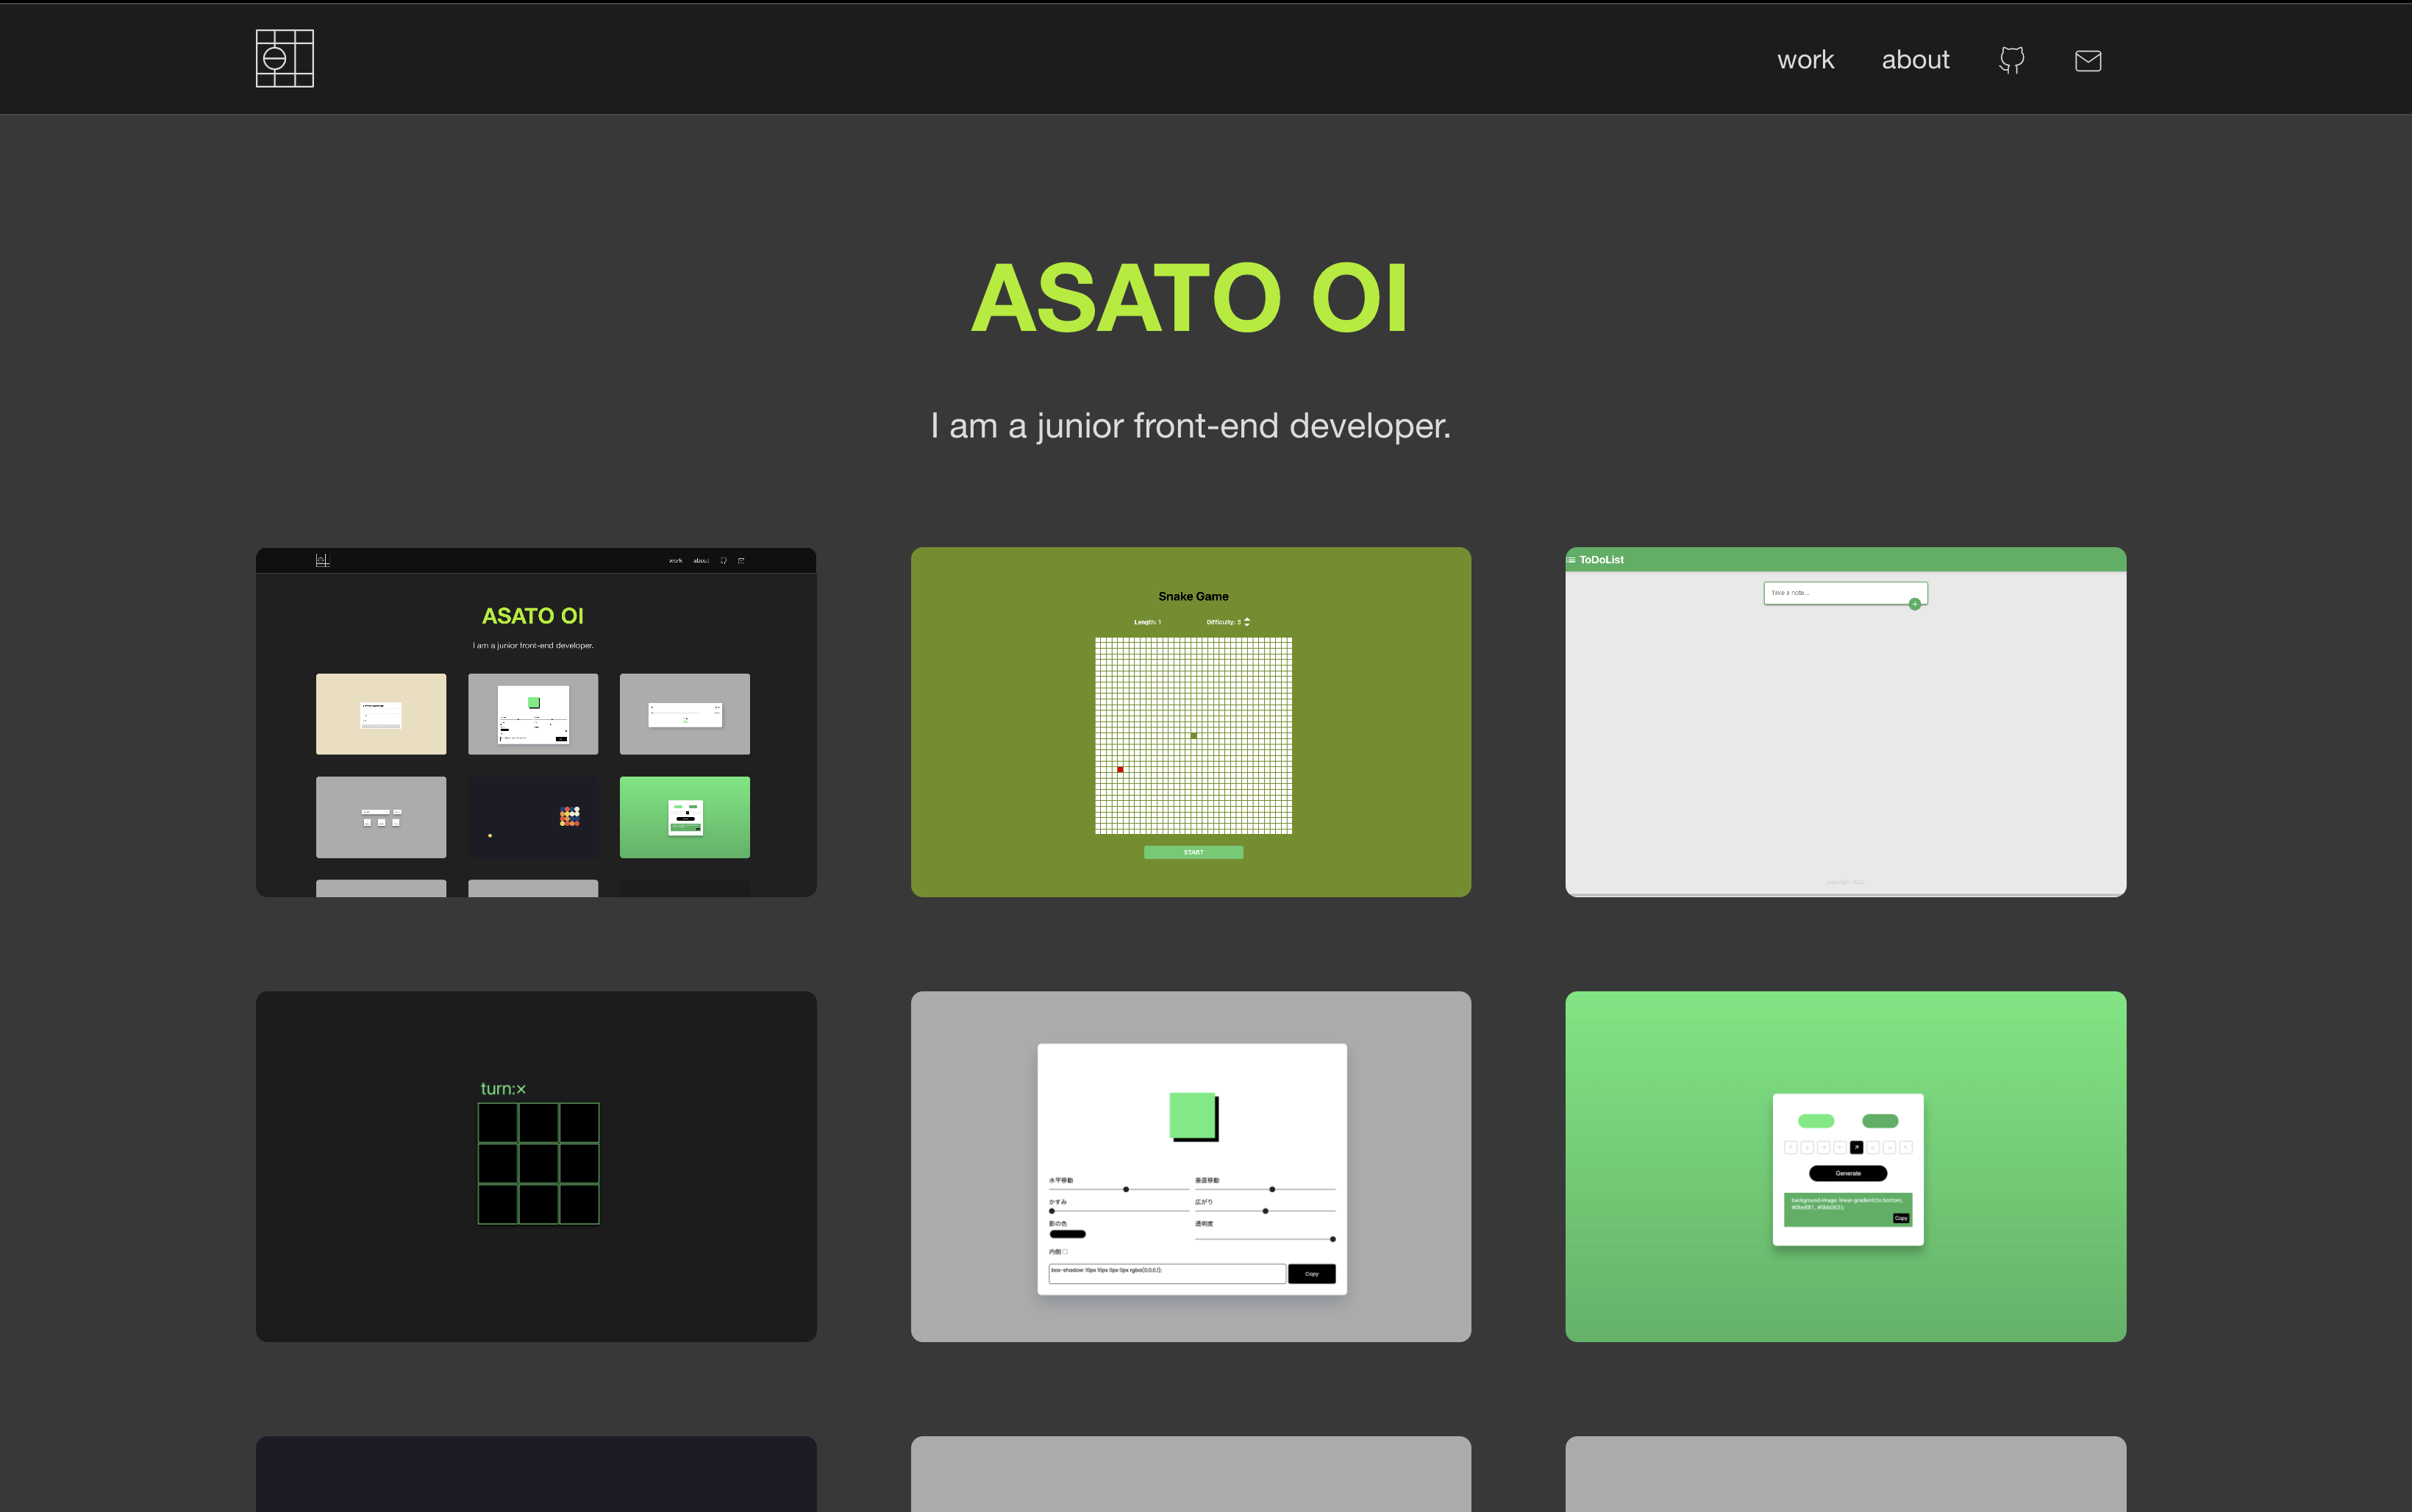 work about
ASATO OI
I am a junior front-end developer.
work about
ASATO OI
I am a junior front-end developer.
Snake Game
Length: 1 Difficulty: 3
START
ToDoList
Take a note...
Copyright 2022
turn:×
水平移動 垂直移動
かすみ 広がり
影の色 透明度
内側
box-shadow: 10px 10px 0px 0px rgba(0,0,0,1);
Copy
Generate
background-image: linear-gradient(to bottom,
Copy